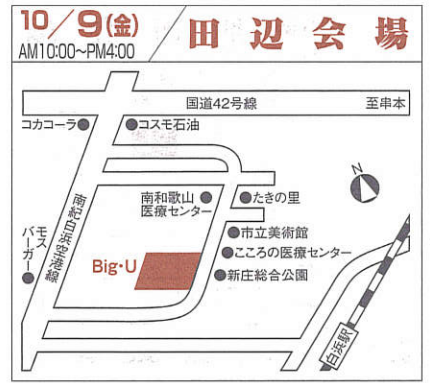 10/9(金)
AM10:00~PM4:00
田辺会場
国道42号線
至串本
コカコーラ
コスモ石油
南紀白浜空港線
南和歌山
医療センター
たきの里
N
モス
バーガー
市立美術館
こころの医療センター
Big・U
新庄総合公園
白浜駅